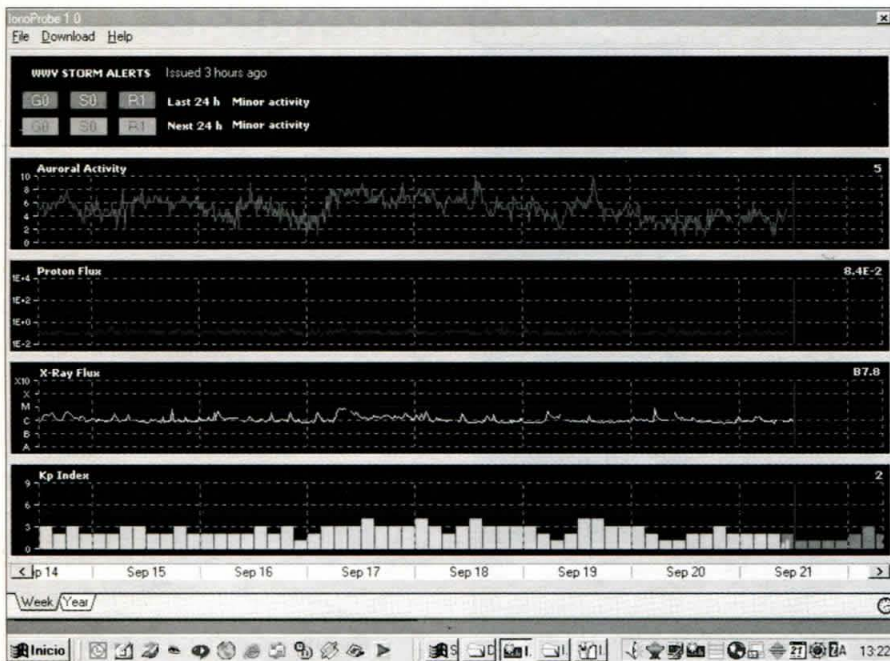 IonoProbe 1.0
File Download Help
WWV STORM ALERTS Issued 3 hours ago
G0 S0 R1 Last 24 h Minor activity
G0 S0 R1 Next 24 h Minor activity
Auroral Activity 5
10
8
6
4
2
0
Proton Flux 8.4E-2
1E+4
1E+2
1E+0
1E-2
X-Ray Flux B7.8
X10
X
M
C
B
A
Kp Index 2
9
6
3
0
p 14 Sep 15 Sep 16 Sep 17 Sep 18 Sep 19 Sep 20 Sep 21
Week Year
Inicio S D I. I. I. 21 A 13:22